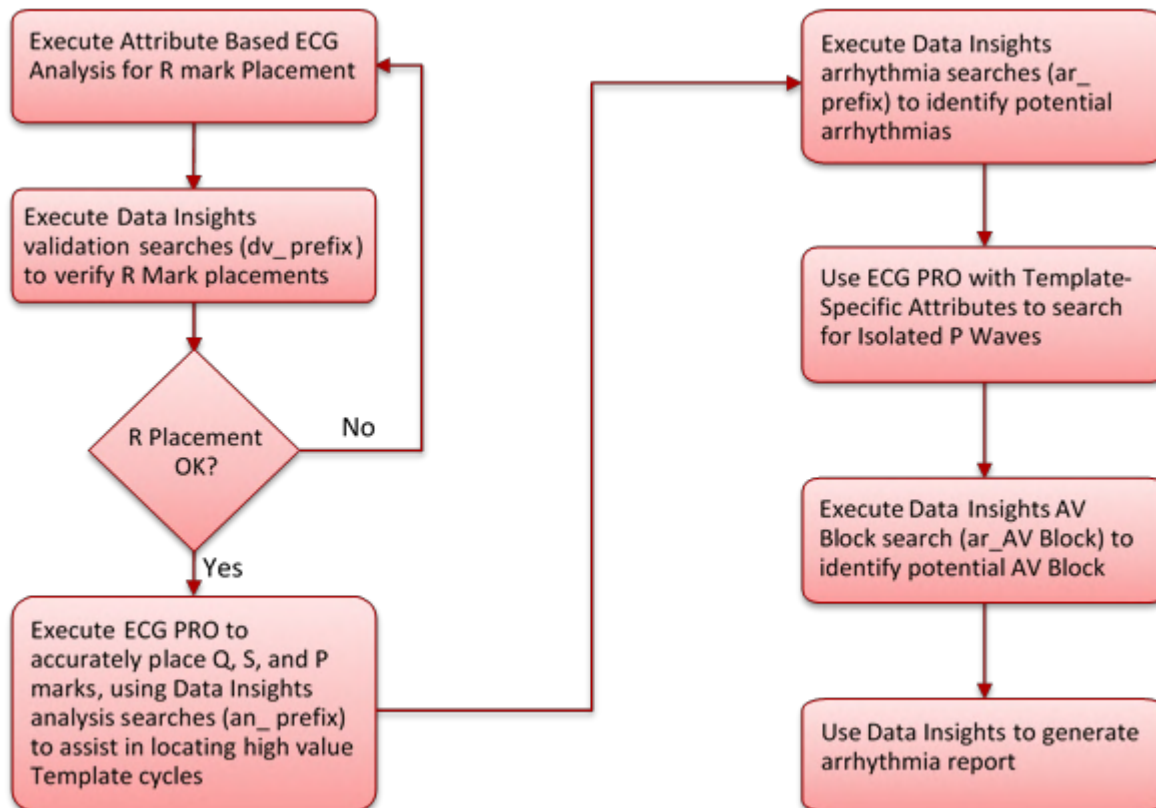 Execute Attribute Based ECG
Analysis for R mark Placement
Execute Data Insights
validation searches (dv_ prefix)
to verify R Mark placements
R Placement
OK?
No
Yes
Execute ECG PRO to
accurately place Q, S, and P
marks, using Data Insights
analysis searches (an_ prefix)
to assist in locating high value
Template cycles
Execute Data Insights
arrhythmia searches (ar_
prefix) to identify potential
arrhythmias
Use ECG PRO with Template-
Specific Attributes to search
for Isolated P Waves
Execute Data Insights AV
Block search (ar_AV Block) to
identify potential AV Block
Use Data Insights to generate
arrhythmia report